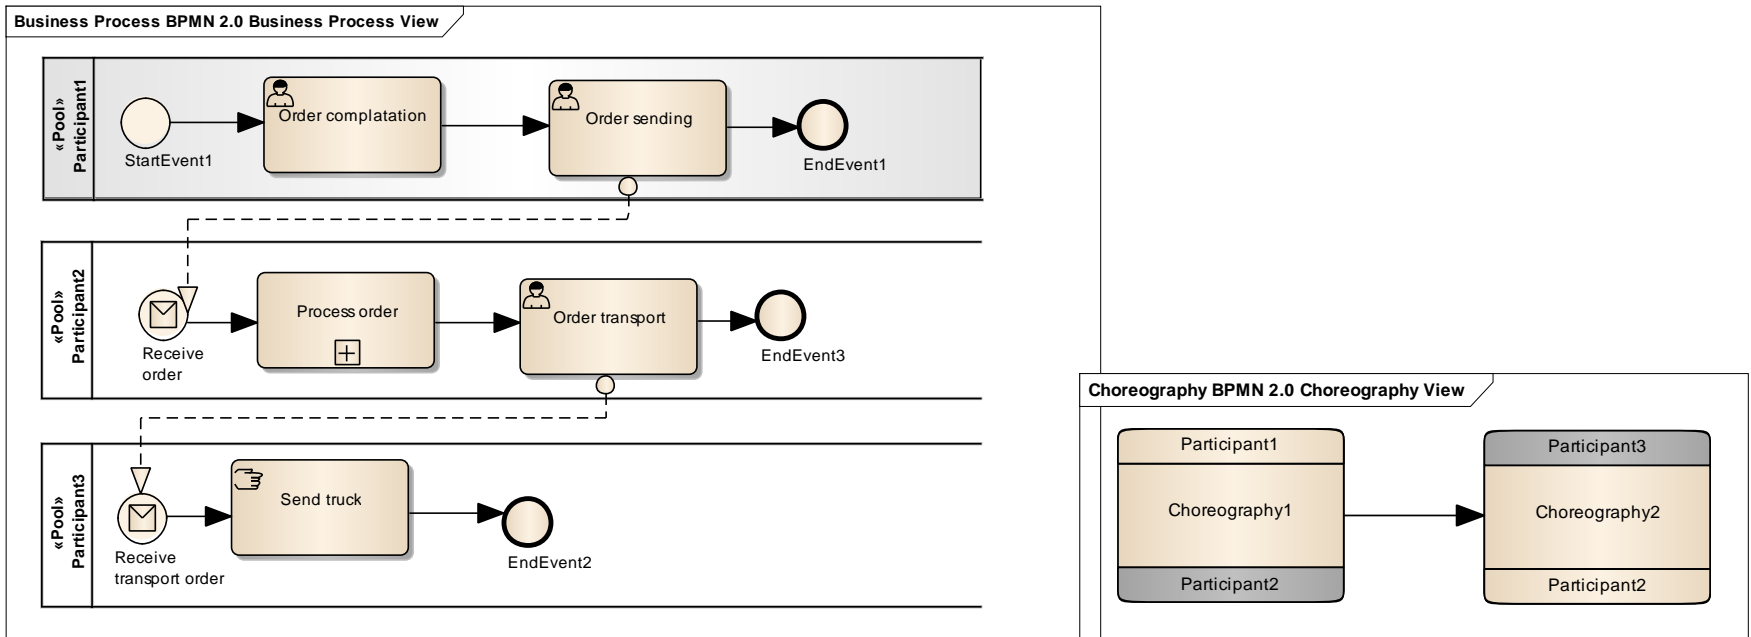 Business Process BPMN 2.0 Business Process View
«Pool»
Participant1
StartEvent1
Order complatation
Order sending
EndEvent1
«Pool»
Participant2
Receive
order
Process order
Order transport
EndEvent3
«Pool»
Participant3
Receive
transport order
Send truck
EndEvent2
Choreography BPMN 2.0 Choreography View
Participant1
Choreography1
Participant2
Participant3
Choreography2
Participant2